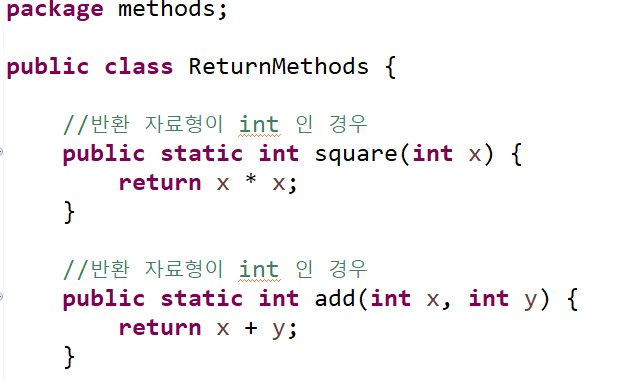 package methods;
public class ReturnMethods {
//반환 자료형이 int 인 경우
public static int square(int x) {
return x * x;
}
//반환 자료형이 int 인 경우
public static int add(int x, int y) {
return x + y;
}